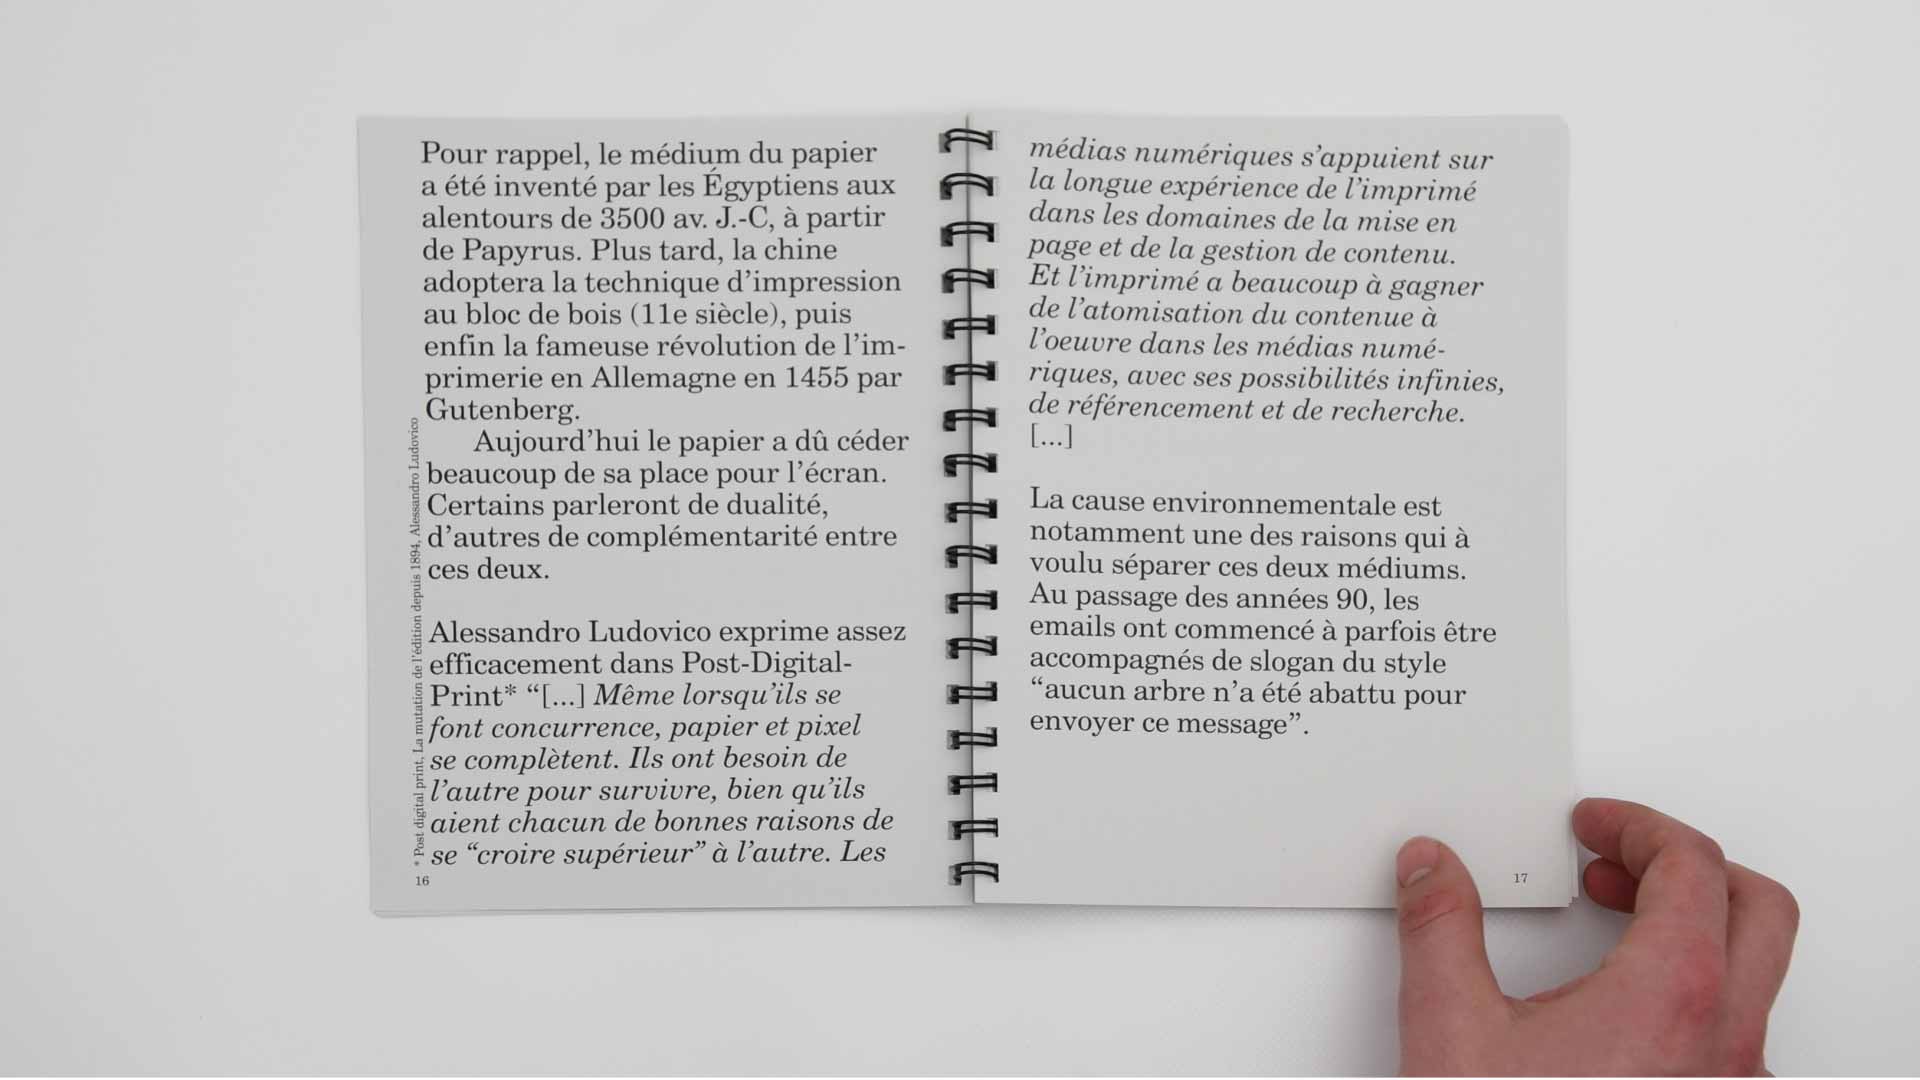 Pour rappel, le médium du papier
a été inventé par les Égyptiens aux
alentours de 3500 av. J.-C, à partir
de Papyrus. Plus tard, la chine
adoptera la technique d’impression
au bloc de bois (11e siècle), puis
enfin la fameuse révolution de l’im-
primerie en Allemagne en 1455 par
Gutenberg.
Aujourd’hui le papier a dû céder
beaucoup de sa place pour l’écran.
Certains parleront de dualité,
d’autres de complémentarité entre
ces deux.
Alessandro Ludovico exprime assez
efficacement dans Post-Digital-
Print* “[...] Même lorsqu’ils se
font concurrence, papier et pixel
se complètent. Ils ont besoin de
l’autre pour survivre, bien qu’ils
aient chacun de bonnes raisons de
se “croire supérieur” à l’autre. Les
* Post digital print, La mutation de l’édition depuis 1894, Alessandro Ludovico
16
médias numériques s’appuient sur
la longue expérience de l’imprimé
dans les domaines de la mise en
page et de la gestion de contenu.
Et l’imprimé a beaucoup à gagner
de l’atomisation du contenue à
l’oeuvre dans les médias numé-
riques, avec ses possibilités infinies,
de référencement et de recherche.
[...]
La cause environnementale est
notamment une des raisons qui à
voulu séparer ces deux médiums.
Au passage des années 90, les
emails ont commencé à parfois être
accompagnés de slogan du style
“aucun arbre n’a été abattu pour
envoyer ce message”.
17